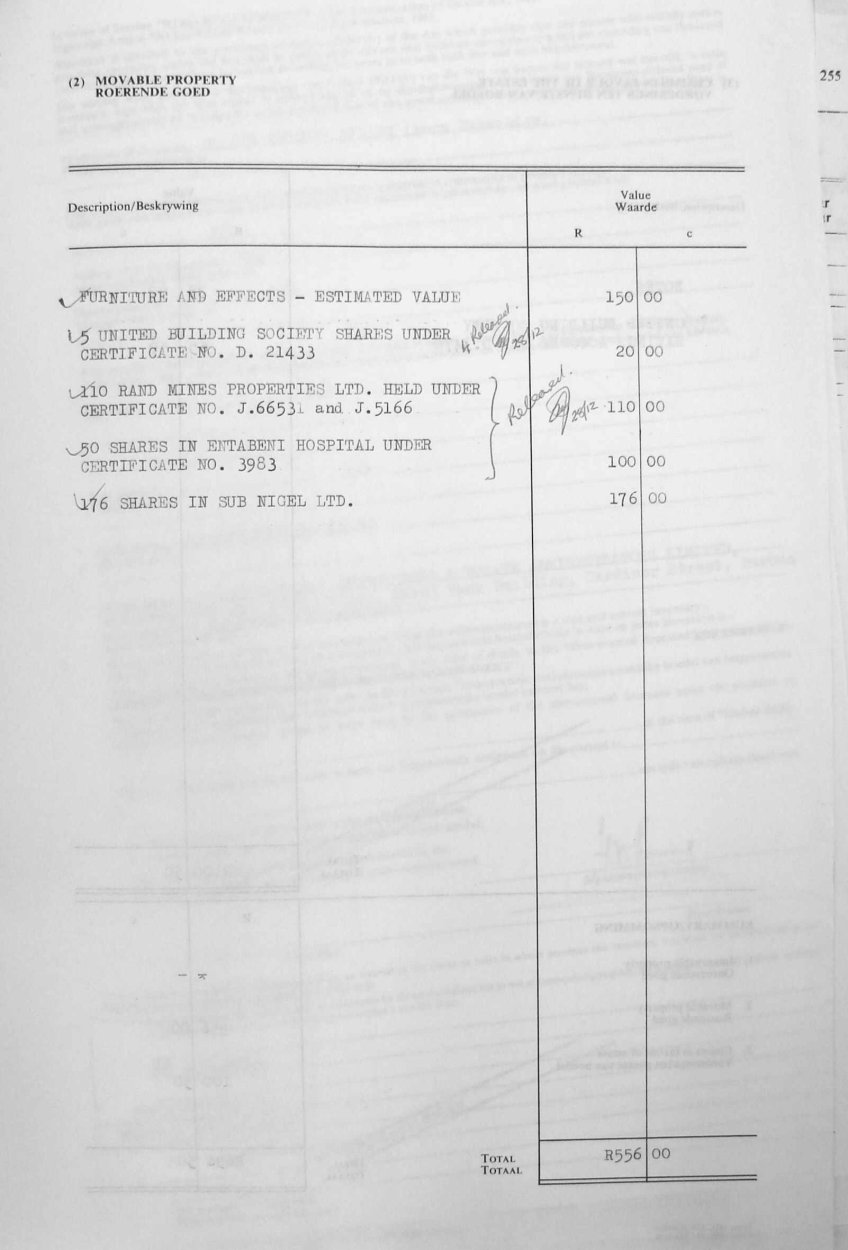 (2) MOVABLE PROPERTY
ROERENDE GOED
255
Description/Beskrywing
Value
Waarde
R c
FURNITURE AND EFFECTS - ESTIMATED VALUE 150 00
Released.
28/12
5 UNITED BUILDING SOCIETY SHARES UNDER
CERTIFICATE NO. D. 21433 20 00
Released.
28/12
110 RAND MINES PROPERTIES LTD. HELD UNDER
CERTIFICATE NO. J.66531 and J.5166 110 00
50 SHARES IN ENTABENI HOSPITAL UNDER
CERTIFICATE NO. 3983 100 00
176 SHARES IN SUB NIGEL LTD. 176 00
TOTAL
TOTAAL
R556 00